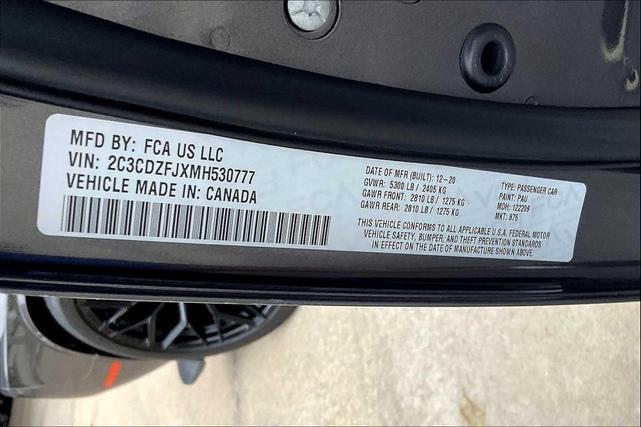 MFD BY: FCA US LLC
VIN: 2C3CDZFJXMH530777
VEHICLE MADE IN: CANADA
DATE OF MFR (BUILT): 12-20
GVWR: 5300 LB / 2405 KG
GAWR FRONT: 2810 LB / 1275 KG
GAWR REAR: 2810 LB / 1275 KG
TYPE: PASSENGER CAR
PAINT: PAU
MDH: 122209
MKT: 875
THIS VEHICLE CONFORMS TO ALL APPLICABLE U.S.A. FEDERAL MOTOR
VEHICLE SAFETY, BUMPER, AND THEFT PREVENTION STANDARDS
IN EFFECT ON THE DATE OF MANUFACTURE SHOWN ABOVE.